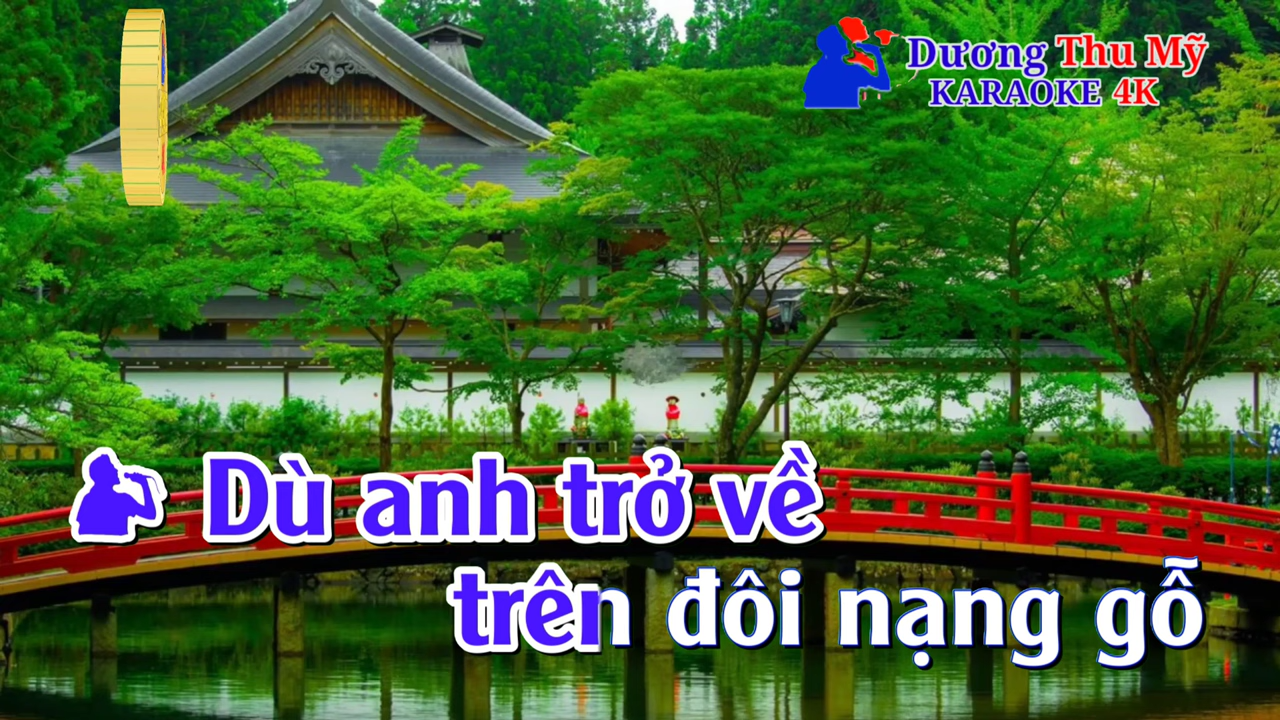 Dương Thu Mỹ
KARAOKE 4K
Dù anh trở về
trên đôi nạng gỗ